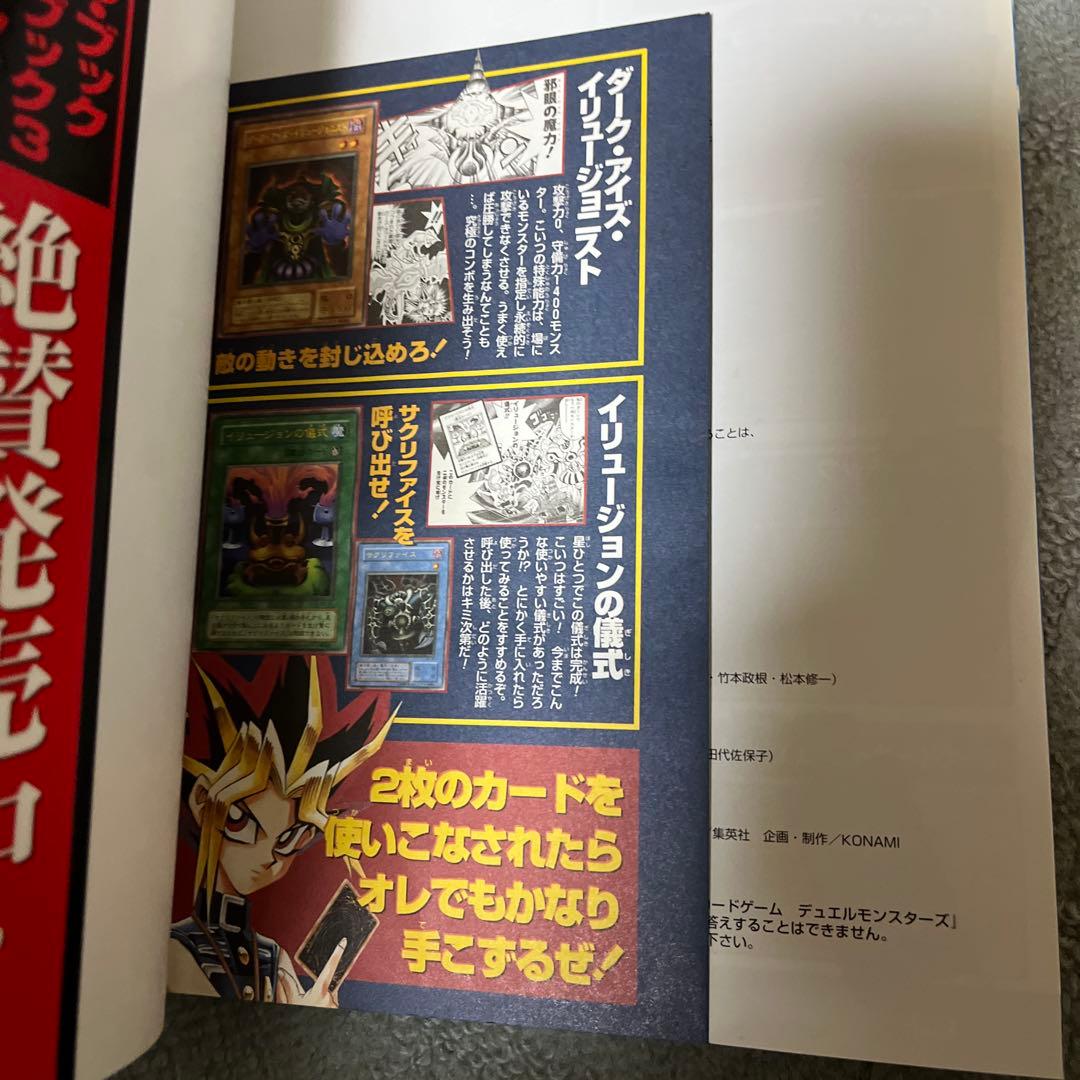 ・ブック
ブック3
絶賛発売中
ダーク・アイズ・
イリュージョニスト
邪眼の魔力！
攻撃力0、守備力1400モンス
ター。こいつの特殊能力は、場に
いるモンスターを指定し永続的に
攻撃できなくさせる。うまく使え
ば圧勝してしまうなんてことも
…。究極のコンボを生み出そう！
敵の動きを封じ込めろ！
イリュージョンの儀式
イリュージョンの儀式
サクリファイスを
呼び出せ！
サクリファイス
星ひとつでこの儀式は完成！
こいつはすごい！ 今までこん
な使いやすい儀式があっただろ
うか!? とにかく手に入れたら
使ってみることをすすめるぞ。
呼び出した後、どのように活躍
させるかはキミ次第だ！
2枚のカードを
使いこなされたら
オレでもかなり
手こずるぜ！
ることは、
・竹本政根・松本修一）
田代佐保子）
集英社 企画・制作／KONAMI
ードゲーム デュエルモンスターズ」
答えすることはできません。
下さい。